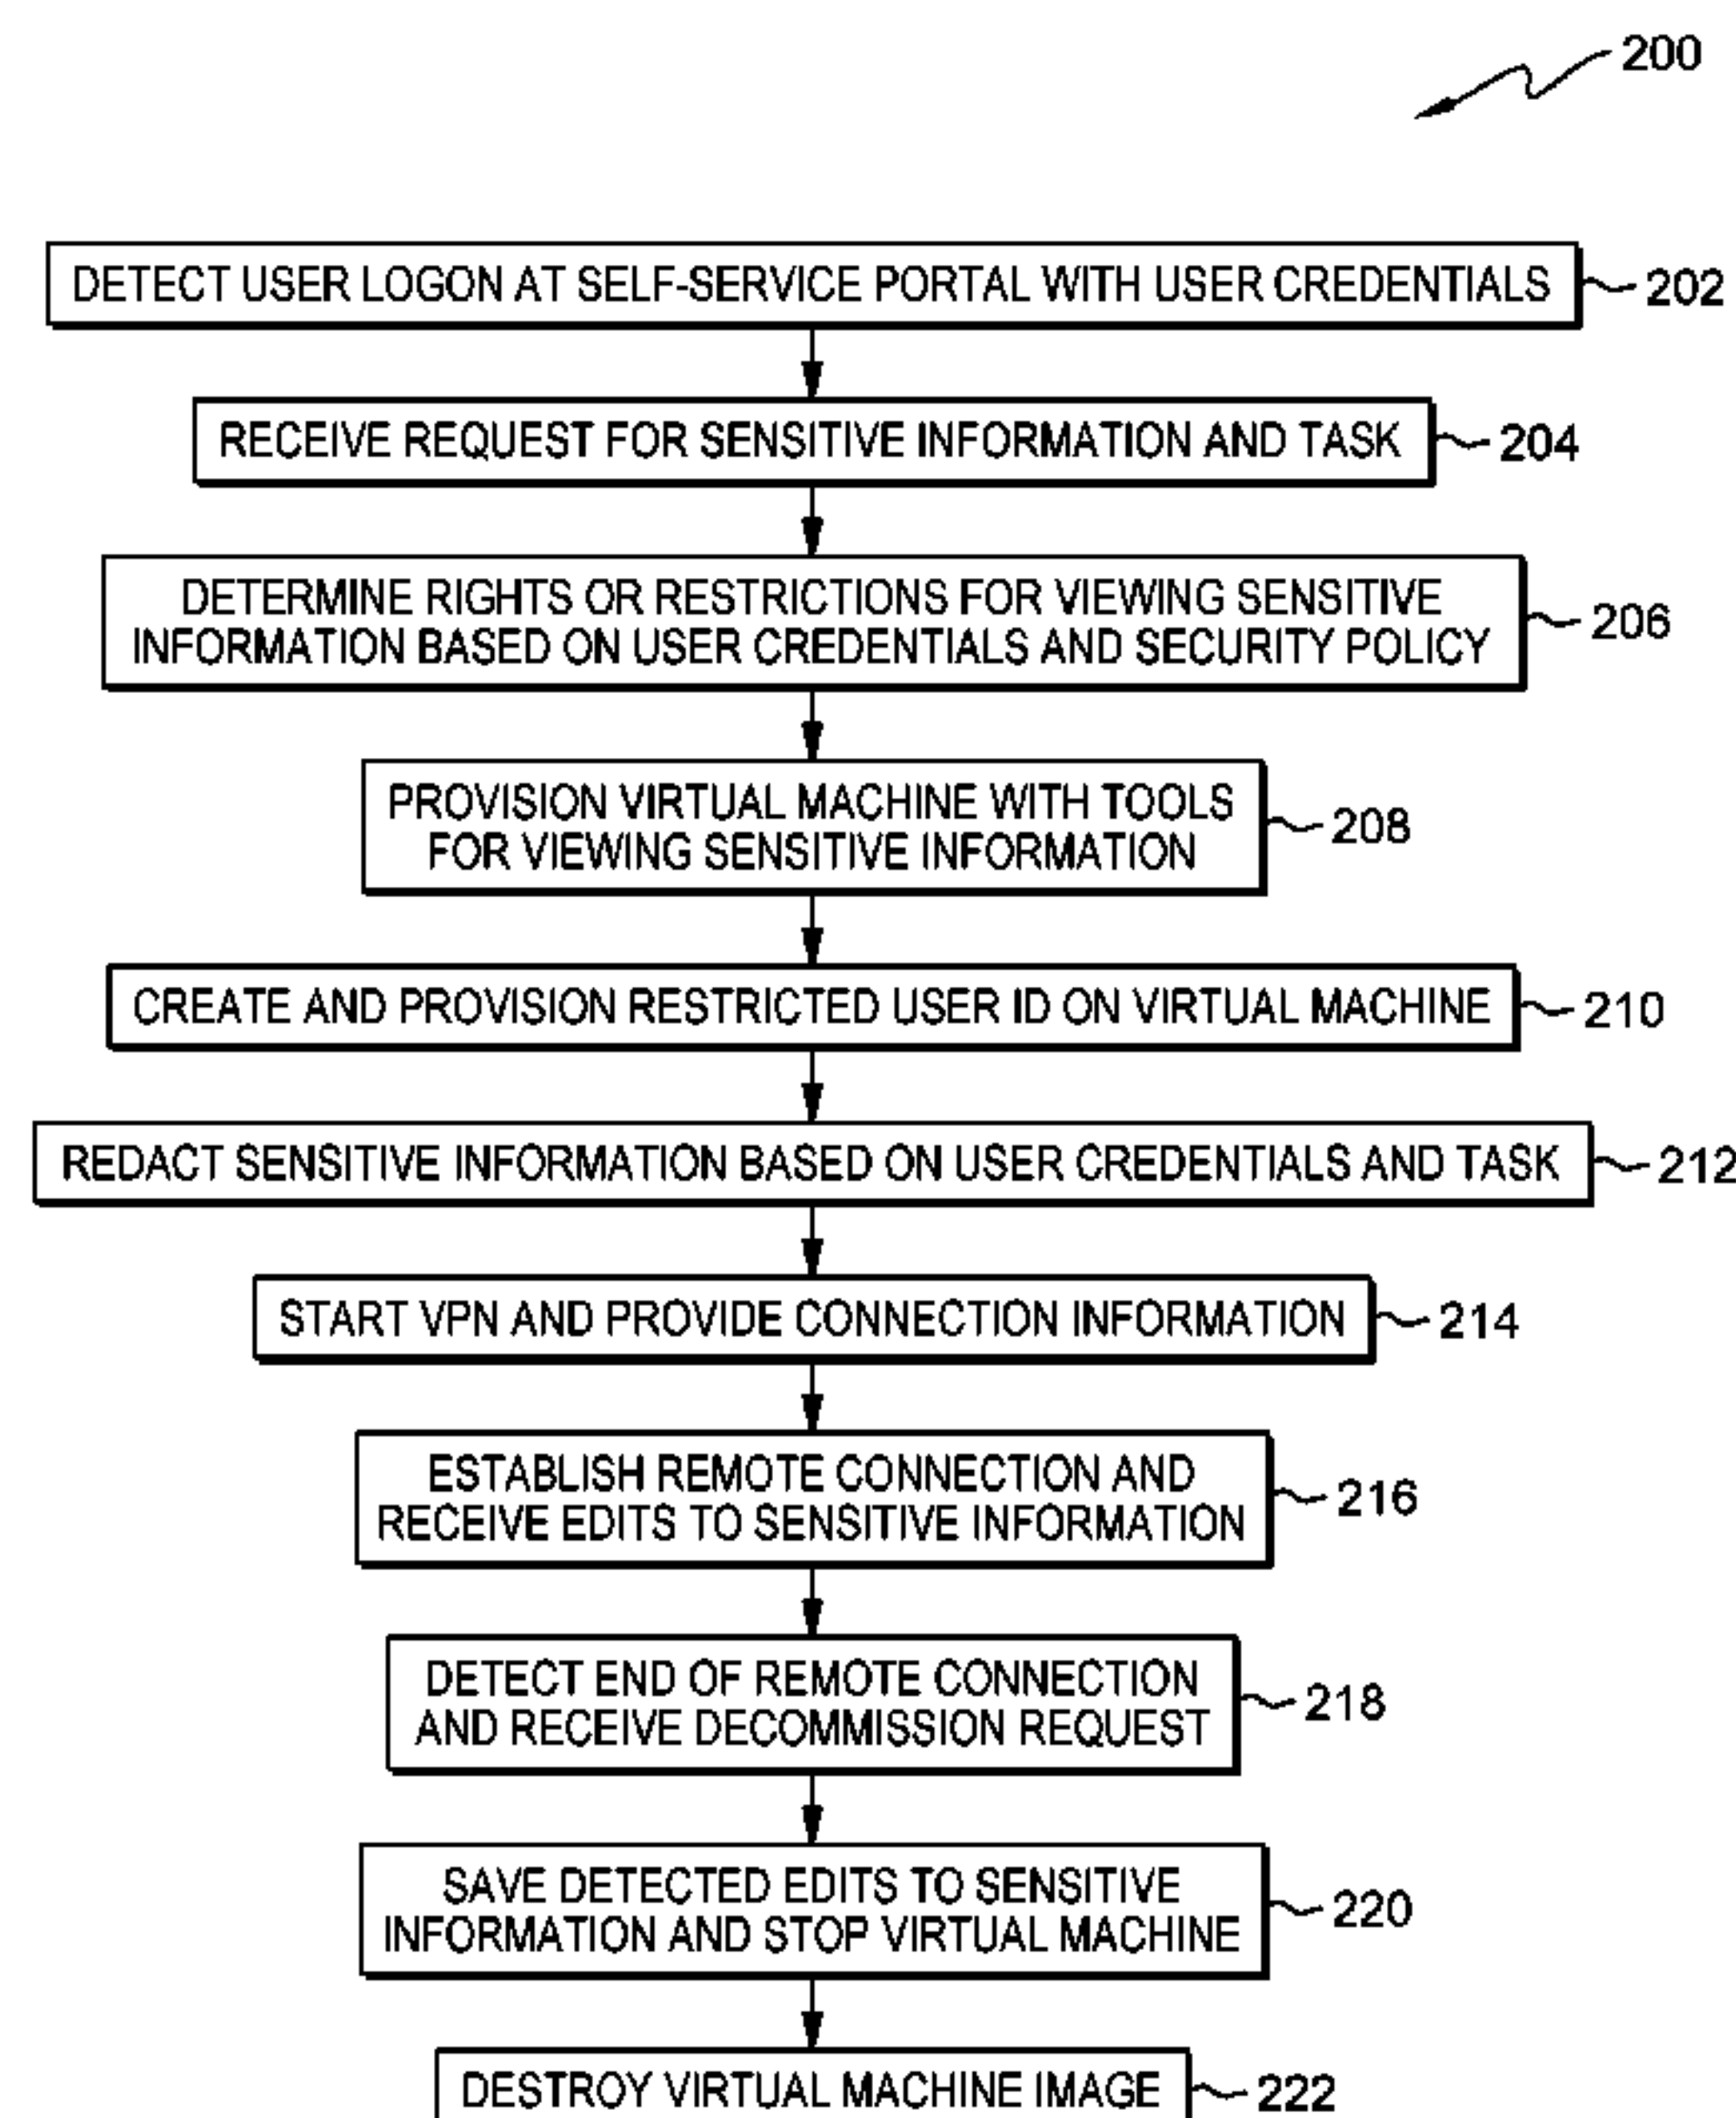 200
DETECT USER LOGON AT SELF-SERVICE PORTAL WITH USER CREDENTIALS
202
RECEIVE REQUEST FOR SENSITIVE INFORMATION AND TASK
204
DETERMINE RIGHTS OR RESTRICTIONS FOR VIEWING SENSITIVE
INFORMATION BASED ON USER CREDENTIALS AND SECURITY POLICY
206
PROVISION VIRTUAL MACHINE WITH TOOLS
FOR VIEWING SENSITIVE INFORMATION
208
CREATE AND PROVISION RESTRICTED USER ID ON VIRTUAL MACHINE
210
REDACT SENSITIVE INFORMATION BASED ON USER CREDENTIALS AND TASK
212
START VPN AND PROVIDE CONNECTION INFORMATION
214
ESTABLISH REMOTE CONNECTION AND
RECEIVE EDITS TO SENSITIVE INFORMATION
216
DETECT END OF REMOTE CONNECTION
AND RECEIVE DECOMMISSION REQUEST
218
SAVE DETECTED EDITS TO SENSITIVE
INFORMATION AND STOP VIRTUAL MACHINE
220
DESTROY VIRTUAL MACHINE IMAGE
222